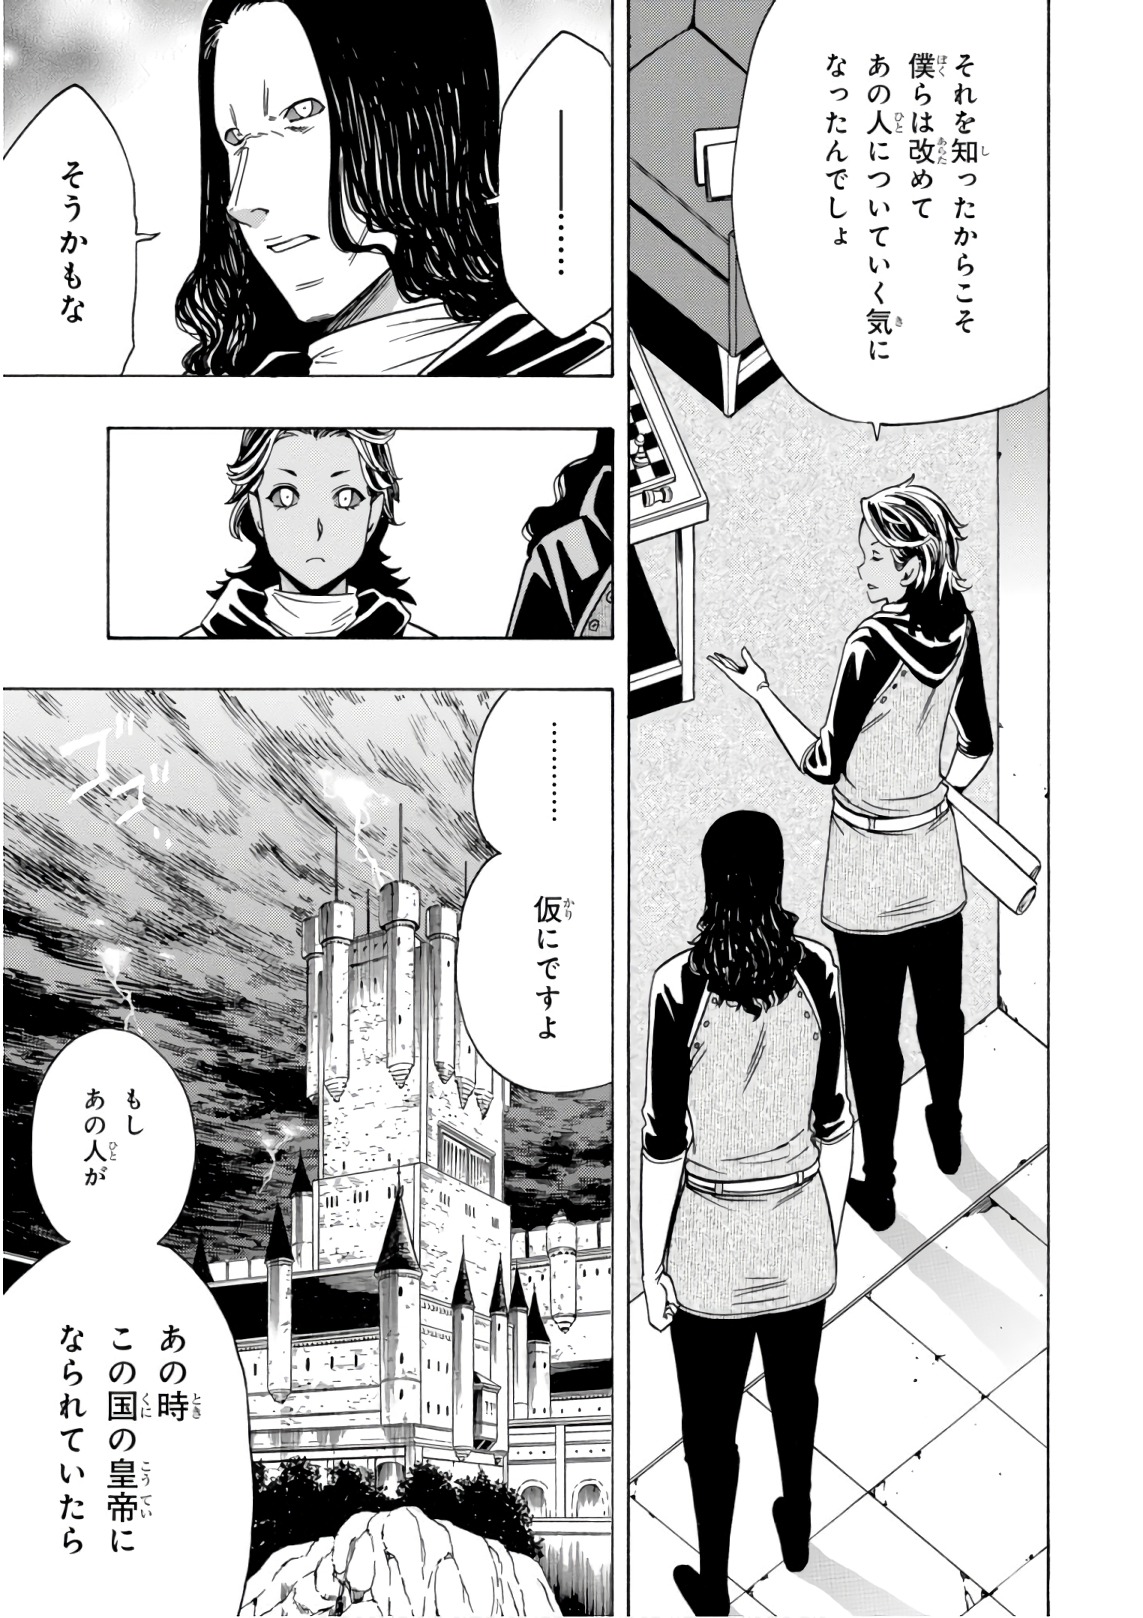 それを知ったからこそ
僕らは改めて
あの人についていく気に
なったんでしょ
――……
そうかもな
………
仮にですよ
ゴゴゴ…
もし
あの人が
あの時
この国の皇帝に
なられていたら